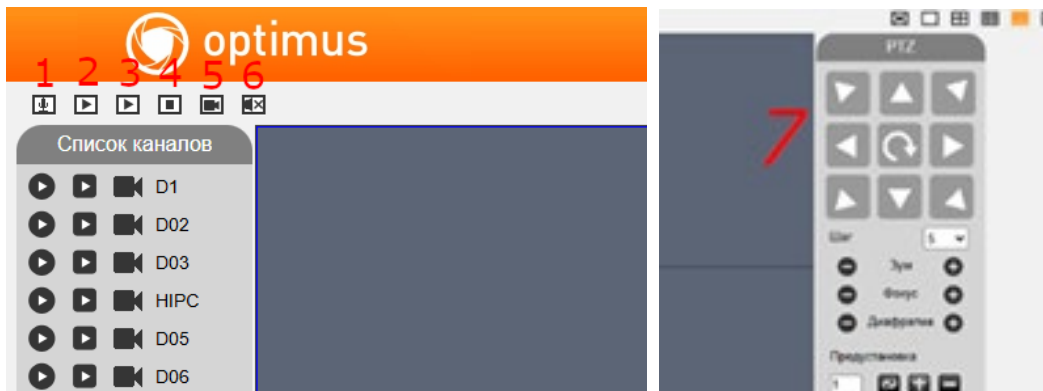 optimus
1 2 3 4 5 6
Список каналов
D1
D02
D03
HIPC
D05
D06
PTZ
7
Шаг
5
Зум
Фокус
Диафрагма
Предустановка
1